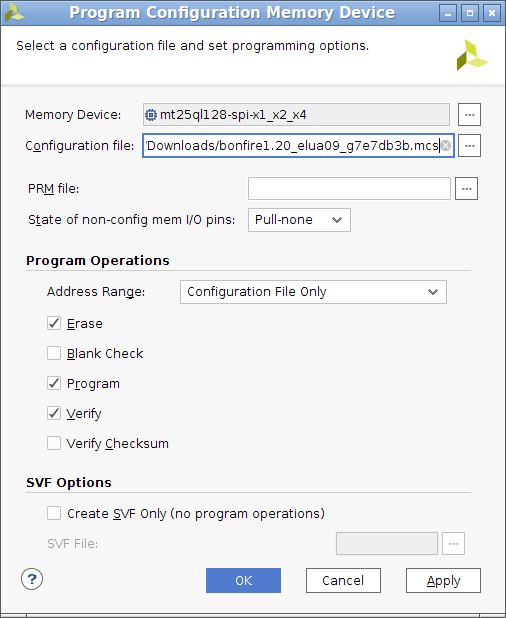 Program Configuration Memory Device
Select a configuration file and set programming options.
Memory Device: mt25ql128-spi-x1_x2_x4 ...
Configuration file: 'Downloads/bonfire1.20_elua09_g7e7db3b.mcs ...
PRM file: ...
State of non-config mem I/O pins: Pull-none
Program Operations
Address Range: Configuration File Only
Erase
Blank Check
Program
Verify
Verify Checksum
SVF Options
Create SVF Only (no program operations)
SVF File: ...
? OK Cancel Apply